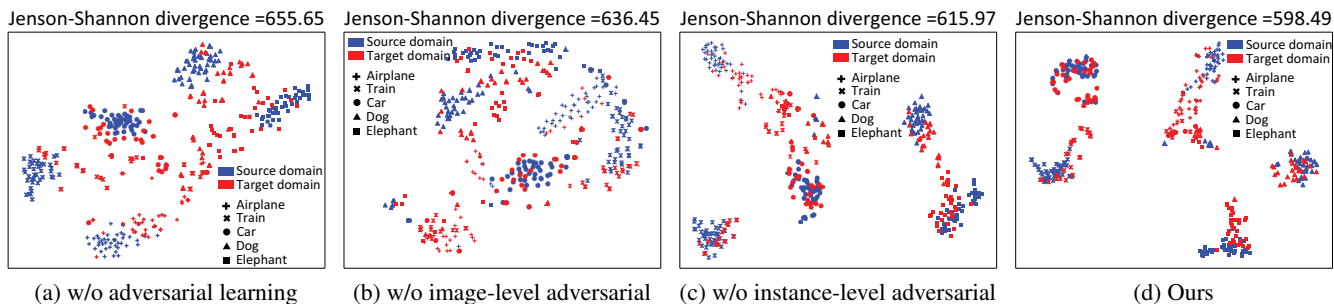 Jenson-Shannon divergence =655.65
Source domain
Target domain
Airplane
Train
Car
Dog
Elephant
(a) w/o adversarial learning
Jenson-Shannon divergence =636.45
Source domain
Target domain
Airplane
Train
Car
Dog
Elephant
(b) w/o image-level adversarial
Jenson-Shannon divergence =615.97
Source domain
Target domain
Airplane
Train
Car
Dog
Elephant
(c) w/o instance-level adversarial
Jenson-Shannon divergence =598.49
Source domain
Target domain
Airplane
Train
Car
Dog
Elephant
(d) Ours